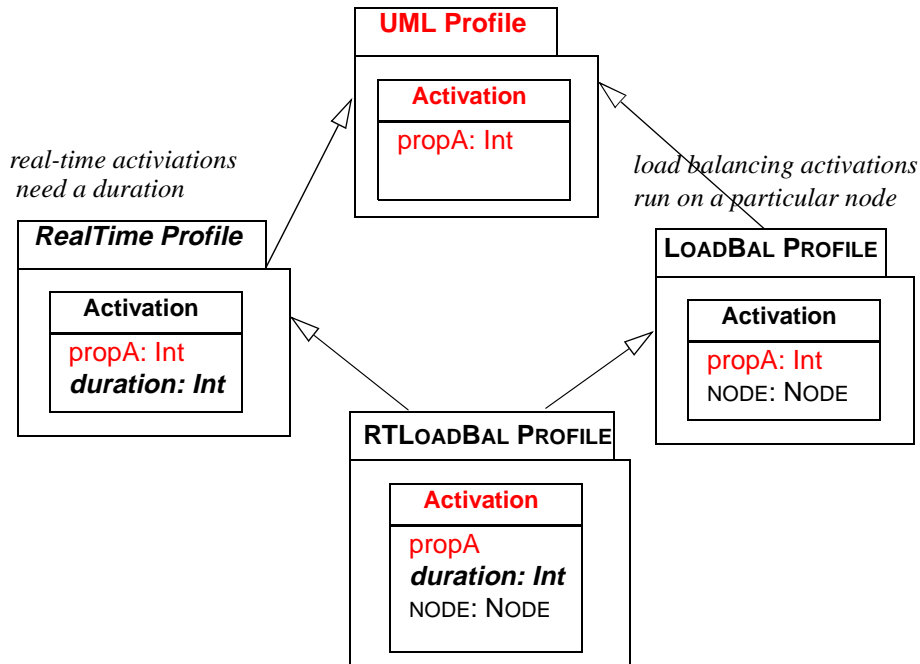 UML Profile
Activation
propA: Int
real-time activiations
need a duration
load balancing activations
run on a particular node
RealTime Profile
Activation
propA: Int
duration: Int
LOADBAL PROFILE
Activation
propA: Int
NODE: NODE
RTLOADBAL PROFILE
Activation
propA
duration: Int
NODE: NODE